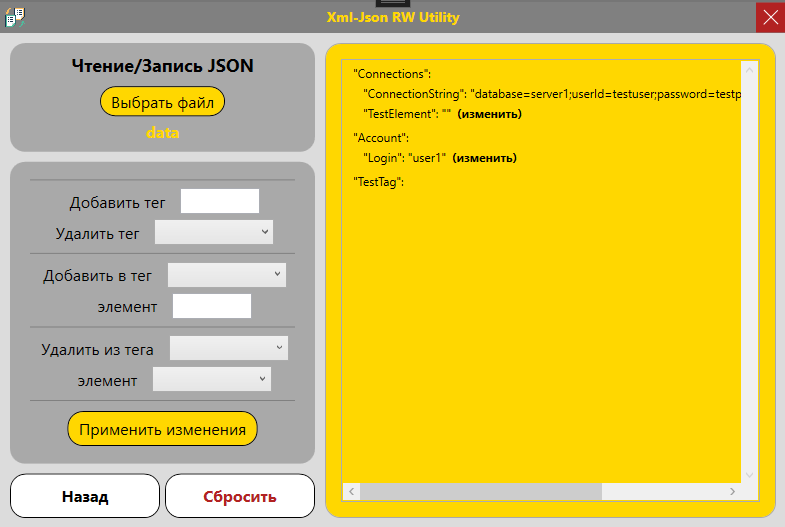 Xml-Json RW Utility
Чтение/Запись JSON
Выбрать файл
data
Добавить тег
Удалить тег
Добавить в тег
элемент
Удалить из тега
элемент
Применить изменения
Назад
Сбросить
"Connections":
"ConnectionString": "database=server1;userId=testuser;password=testp
"TestElement": "" (изменить)
"Account":
"Login": "user1" (изменить)
"TestTag":